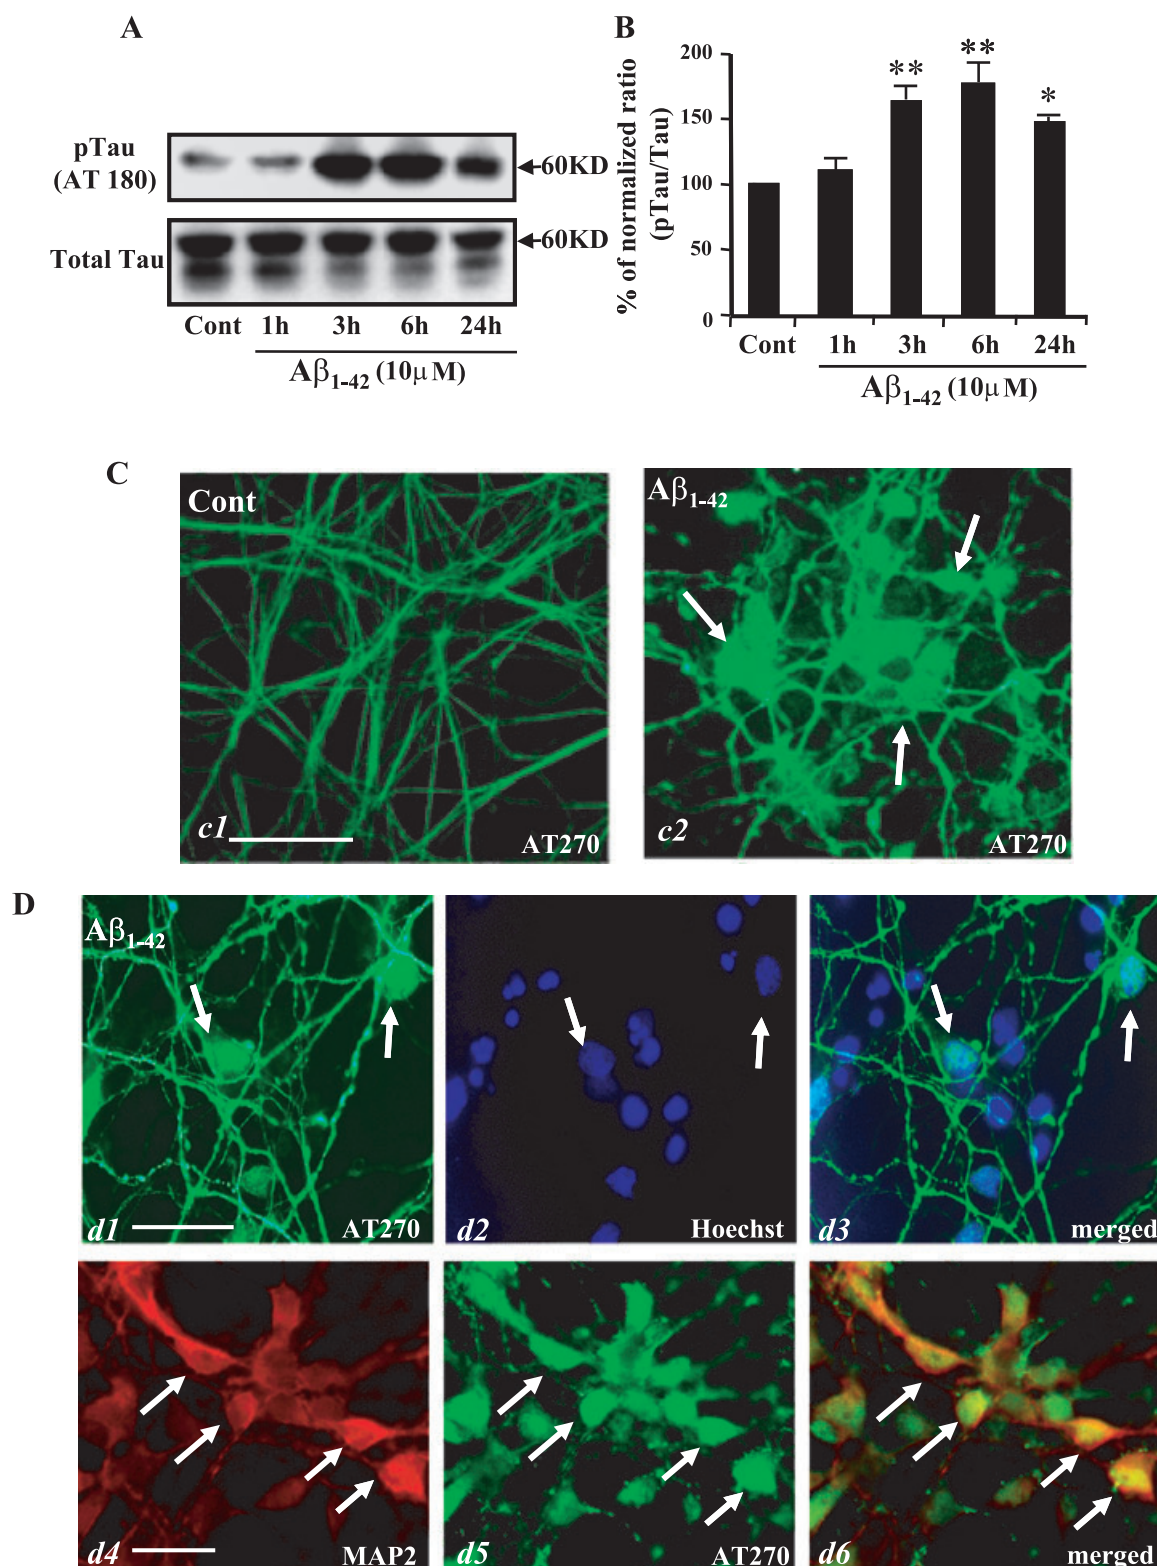 A
pTau
(AT 180)
60KD
Total Tau
60KD
Cont 1h 3h 6h 24h
Aβ1-42 (10μM)
B
% of normalized ratio
(pTau/Tau)
200
150
100
50
0
** ** *
Cont 1h 3h 6h 24h
Aβ1-42 (10μM)
C
Cont
c1
AT270
Aβ1-42
c2
AT270
D
Aβ1-42
d1
AT270
d2
Hoechst
d3
merged
d4
MAP2
d5
AT270
d6
merged